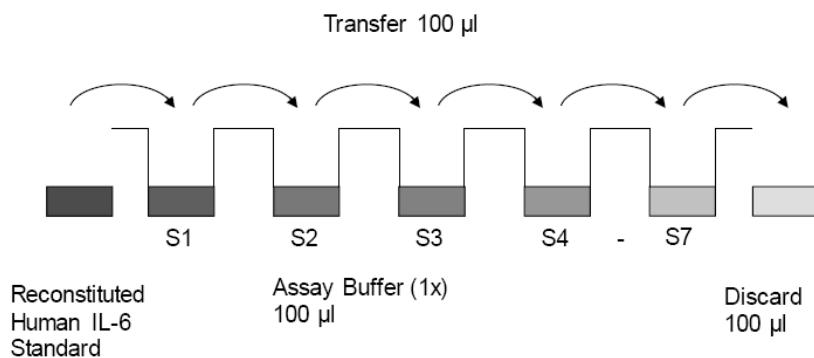 Transfer 100 µl
S1 S2 S3 S4 - S7
Reconstituted
Human IL-6
Standard
Assay Buffer (1x)
100 µl
Discard
100 µl